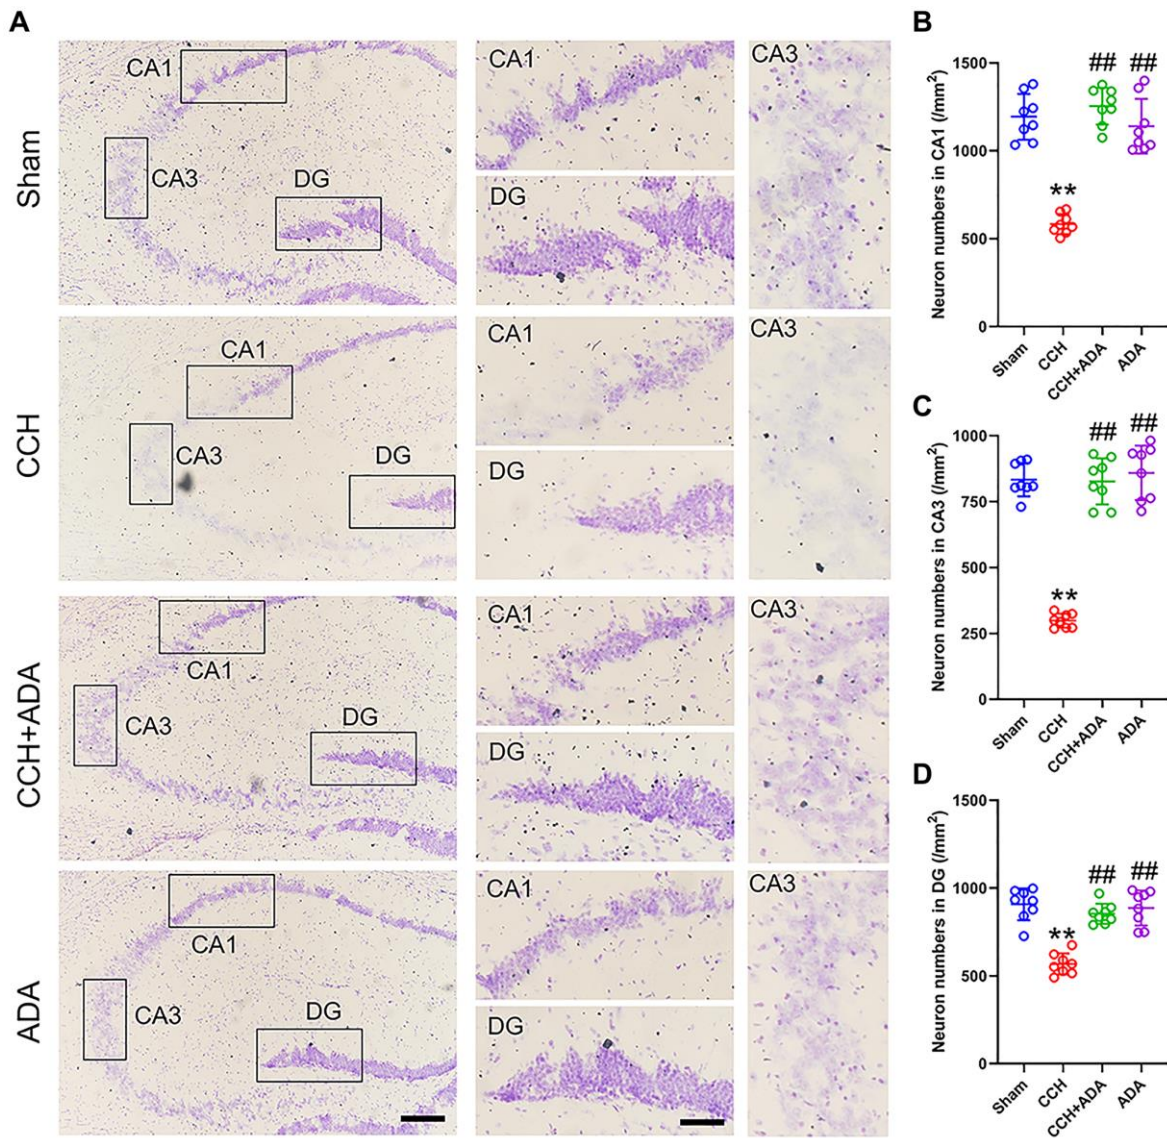 A
Sham
CA1
CA3
DG
CA1
DG
CA3
CCH
CA1
CA3
DG
CA1
DG
CA3
CCH+ADA
CA1
CA3
DG
CA1
DG
CA3
ADA
CA1
CA3
DG
CA1
DG
CA3
B
Neuron numbers in CA1 (/mm²)
1500
1000
500
0
**
##
##
Sham
CCH
CCH+ADA
ADA
C
Neuron numbers in CA3 (/mm²)
1000
750
500
250
0
**
##
##
Sham
CCH
CCH+ADA
ADA
D
Neuron numbers in DG (/mm²)
1500
1000
500
0
**
##
##
Sham
CCH
CCH+ADA
ADA